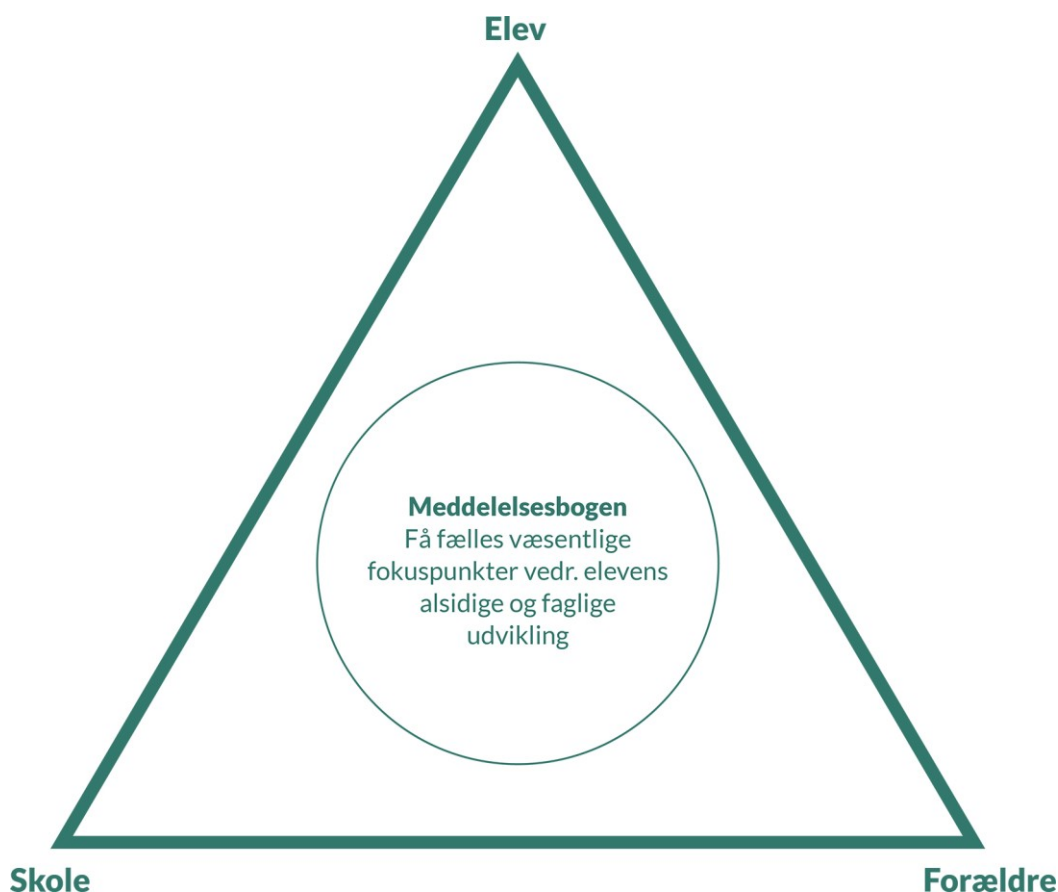 Elev
Meddelelsesbogen
Få fælles væsentlige
fokuspunkter vedr. elevens
alsidige og faglige
udvikling
Skole
Forældre